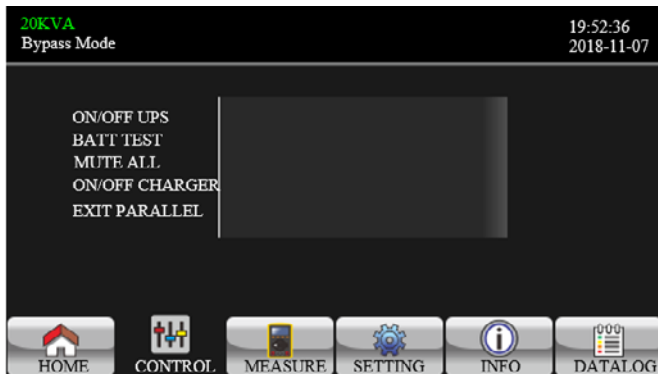 20KVA
Bypass Mode
19:52:36
2018-11-07
ON/OFF UPS
BATT TEST
MUTE ALL
ON/OFF CHARGER
EXIT PARALLEL
HOME
CONTROL
MEASURE
SETTING
INFO
DATALOG